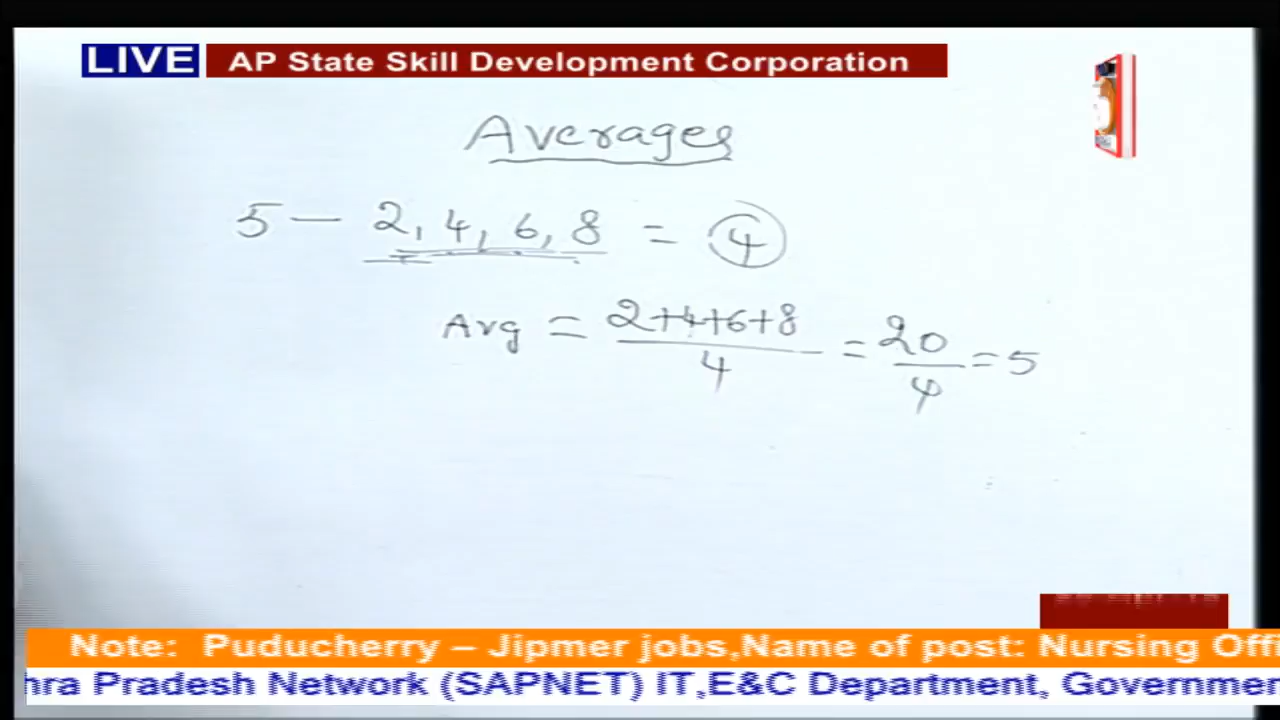 LIVE AP State Skill Development Corporation
Averages
5 — 2, 4, 6, 8 = 4
Avg = 2+4+6+8 / 4 = 20 / 4 = 5
Note: Puducherry – Jipmer jobs,Name of post: Nursing Offi
hra Pradesh Network (SAPNET) IT,E&C Department, Governmen